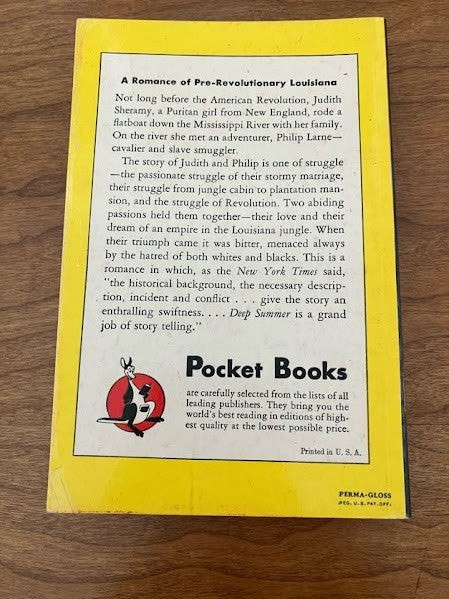 A Romance of Pre-Revolutionary Louisiana
Not long before the American Revolution, Judith
Sheramy, a Puritan girl from New England, rode a
flatboat down the Mississippi River with her family.
On the river she met an adventurer, Philip Larne—
cavalier and slave smuggler.
The story of Judith and Philip is one of struggle
—the passionate struggle of their stormy marriage,
their struggle from jungle cabin to plantation man-
sion, and the struggle of Revolution. Two abiding
passions held them together—their love and their
dream of an empire in the Louisiana jungle. When
their triumph came it was bitter, menaced always
by the hatred of both whites and blacks. This is a
romance in which, as the New York Times said,
"the historical background, the necessary descrip-
tion, incident and conflict . . . give the story an
enthralling swiftness. . . . Deep Summer is a grand
job of story telling."
Pocket Books
are carefully selected from the lists of all
leading publishers. They bring you the
world's best reading in editions of high-
est quality at the lowest possible price.
Printed in U. S. A.
PERMA-GLOSS
REG. U. S. PAT. OFF.